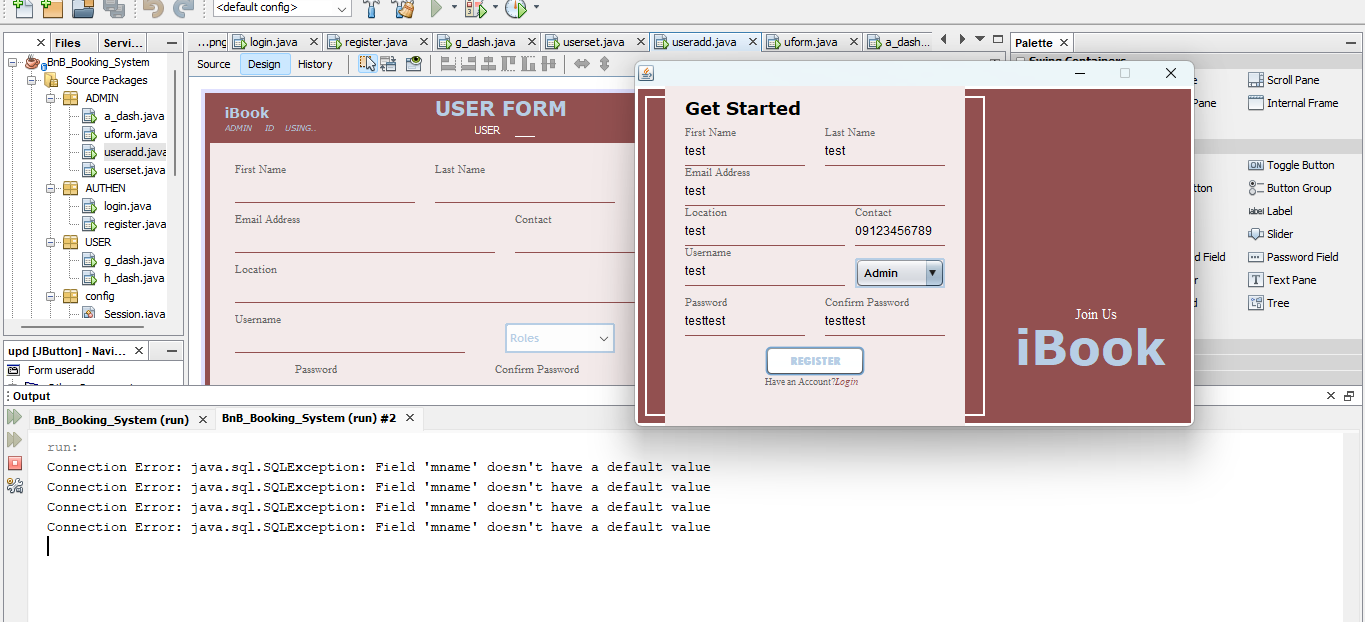 <default config>
Files
Servi...
...png
login.java
register.java
g_dash.java
userset.java
useradd.java
uform.java
a_dash...
Palette
Source
Design
History
BnB_Booking_System
Source Packages
ADMIN
a_dash.java
uform.java
useradd.java
userset.java
AUTHEN
login.java
register.java
USER
g_dash.java
h_dash.java
config
Session.java
upd [JButton] - Navi...
Form useradd
iBook
ADMIN ID USING..
USER FORM
USER ___
First Name
Last Name
Email Address
Contact
Location
Username
Roles
Password
Confirm Password
Get Started
First Name
Last Name
test
test
Email Address
test
Location
Contact
test
09123456789
Username
test
Admin
Password
Confirm Password
testtest
testtest
REGISTER
Have an Account?Login
Join Us
iBook
Swing Containers
Scroll Pane
Pane
Internal Frame
Toggle Button
Button Group
Label
Slider
d Field
Password Field
Text Pane
Tree
Output
BnB_Booking_System (run)
BnB_Booking_System (run) #2
run:
Connection Error: java.sql.SQLException: Field 'mname' doesn't have a default value
Connection Error: java.sql.SQLException: Field 'mname' doesn't have a default value
Connection Error: java.sql.SQLException: Field 'mname' doesn't have a default value
Connection Error: java.sql.SQLException: Field 'mname' doesn't have a default value